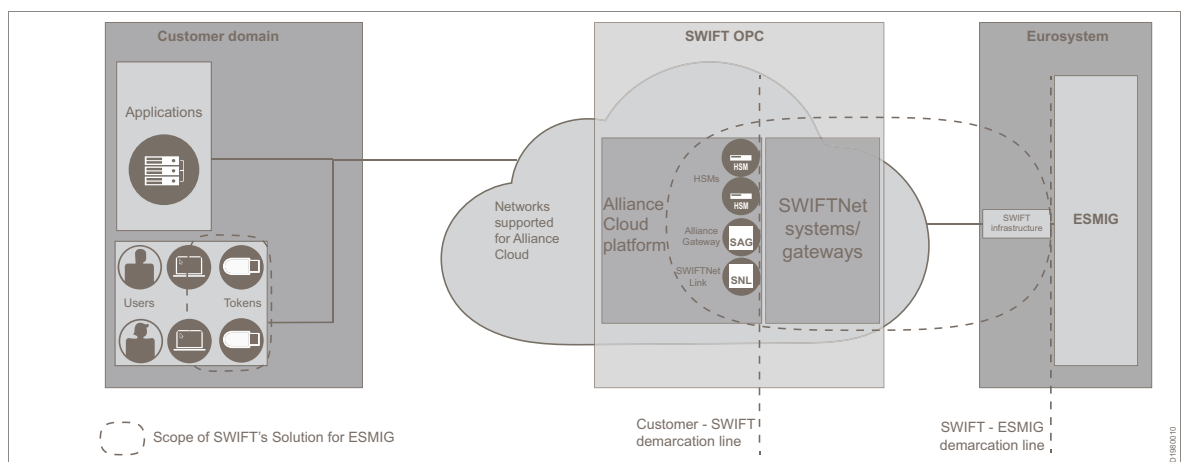 Customer domain
SWIFT OPC
Eurosystem
Applications
Users
Tokens
Networks
supported
for Alliance
Cloud
Alliance
Cloud
platform
HSMs
HSM
HSM
Alliance
Gateway
SAG
SWIFTNet
Link
SNL
SWIFTNet
systems/
gateways
SWIFT
infrastructure
ESMIG
Scope of SWIFT's Solution for ESMIG
Customer - SWIFT
demarcation line
SWIFT - ESMIG
demarcation line
D1980010